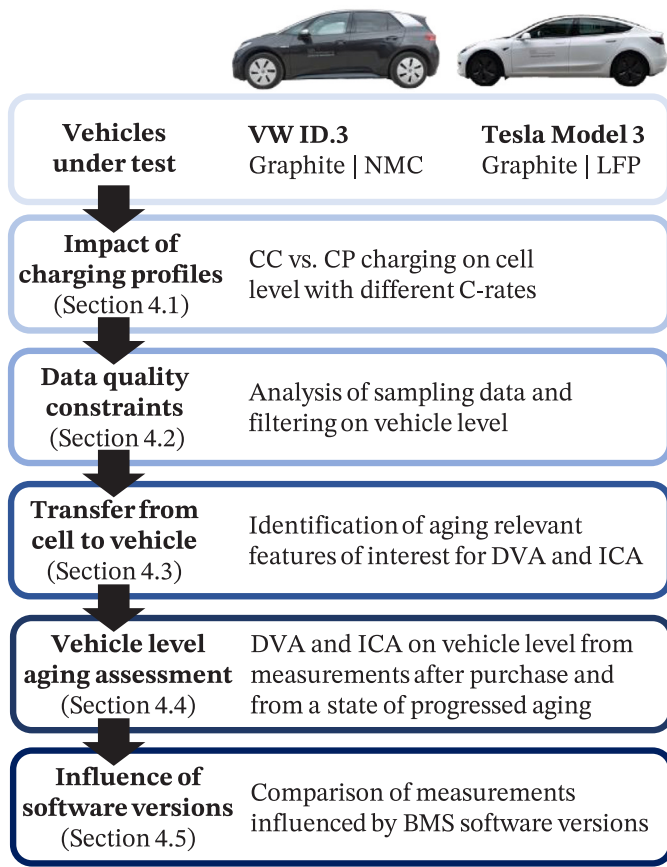 Vehicles
under test
VW ID.3
Graphite | NMC
Tesla Model 3
Graphite | LFP
Impact of
charging profiles
(Section 4.1)
CC vs. CP charging on cell
level with different C-rates
Data quality
constraints
(Section 4.2)
Analysis of sampling data and
filtering on vehicle level
Transfer from
cell to vehicle
(Section 4.3)
Identification of aging relevant
features of interest for DVA and ICA
Vehicle level
aging assessment
(Section 4.4)
DVA and ICA on vehicle level from
measurements after purchase and
from a state of progressed aging
Influence of
software versions
(Section 4.5)
Comparison of measurements
influenced by BMS software versions